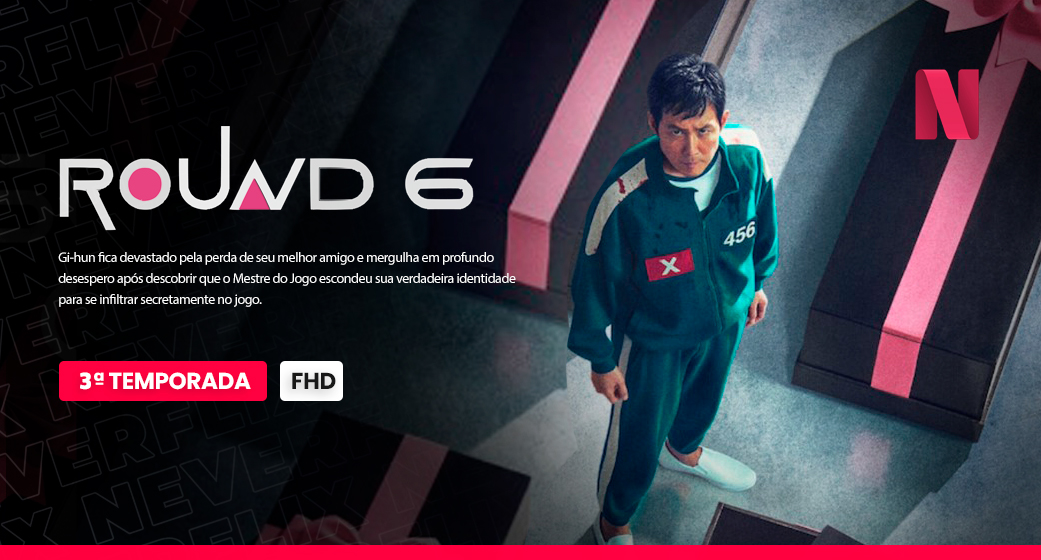 ROUND 6
N
Gi-hun fica devastado pela perda de seu melhor amigo e mergulha em profundo
desespero após descobrir que o Mestre do Jogo escondeu sua verdadeira identidade
para se infiltrar secretamente no jogo.
3ª TEMPORADA
FHD
456
X
NEVERFLIX
NEVERFLIX